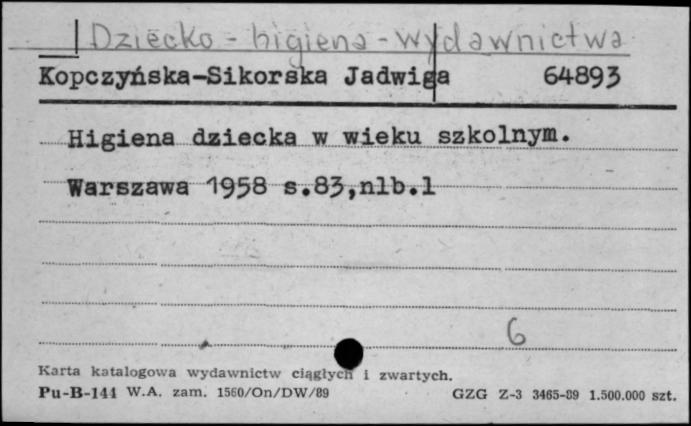 Dziecko - higiena - wydawnictwa
Kopczyńska-Sikorska Jadwiga 64893
Higiena dziecka w wieku szkolnym.
Warszawa 1958 s.83,nlb.1
6
Karta katalogowa wydawnictw ciągłych i zwartych.
Pu-B-144 W.A. zam. 1560/On/DW/89 GZG Z-3 3465-89 1.500.000 szt.